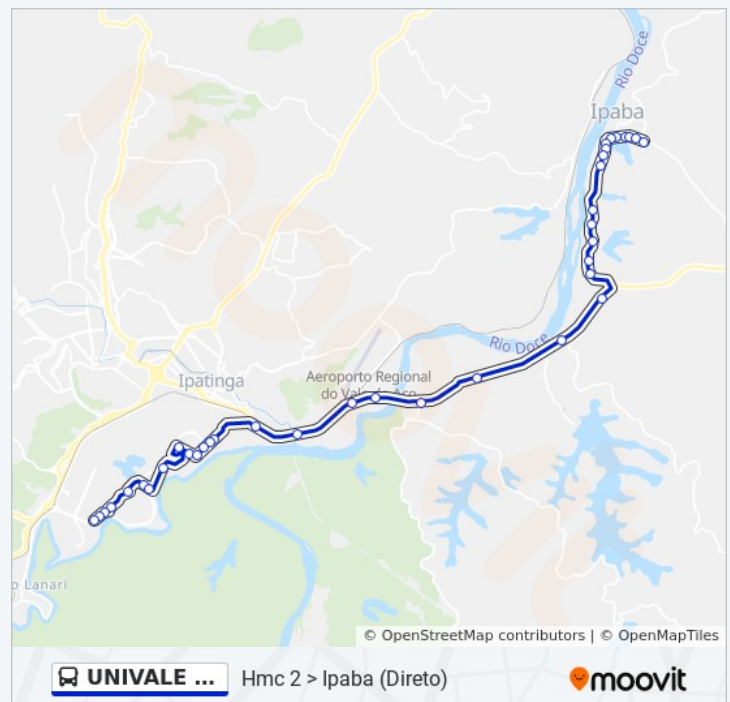 Rio Doce
Ipaba
Rio Doce
Aeroporto Regional
do Vale do Aço
Ipatinga
o Lanari
© OpenStreetMap contributors | © OpenMapTiles
UNIVALE ...
Hmc 2 > Ipaba (Direto)
moovit